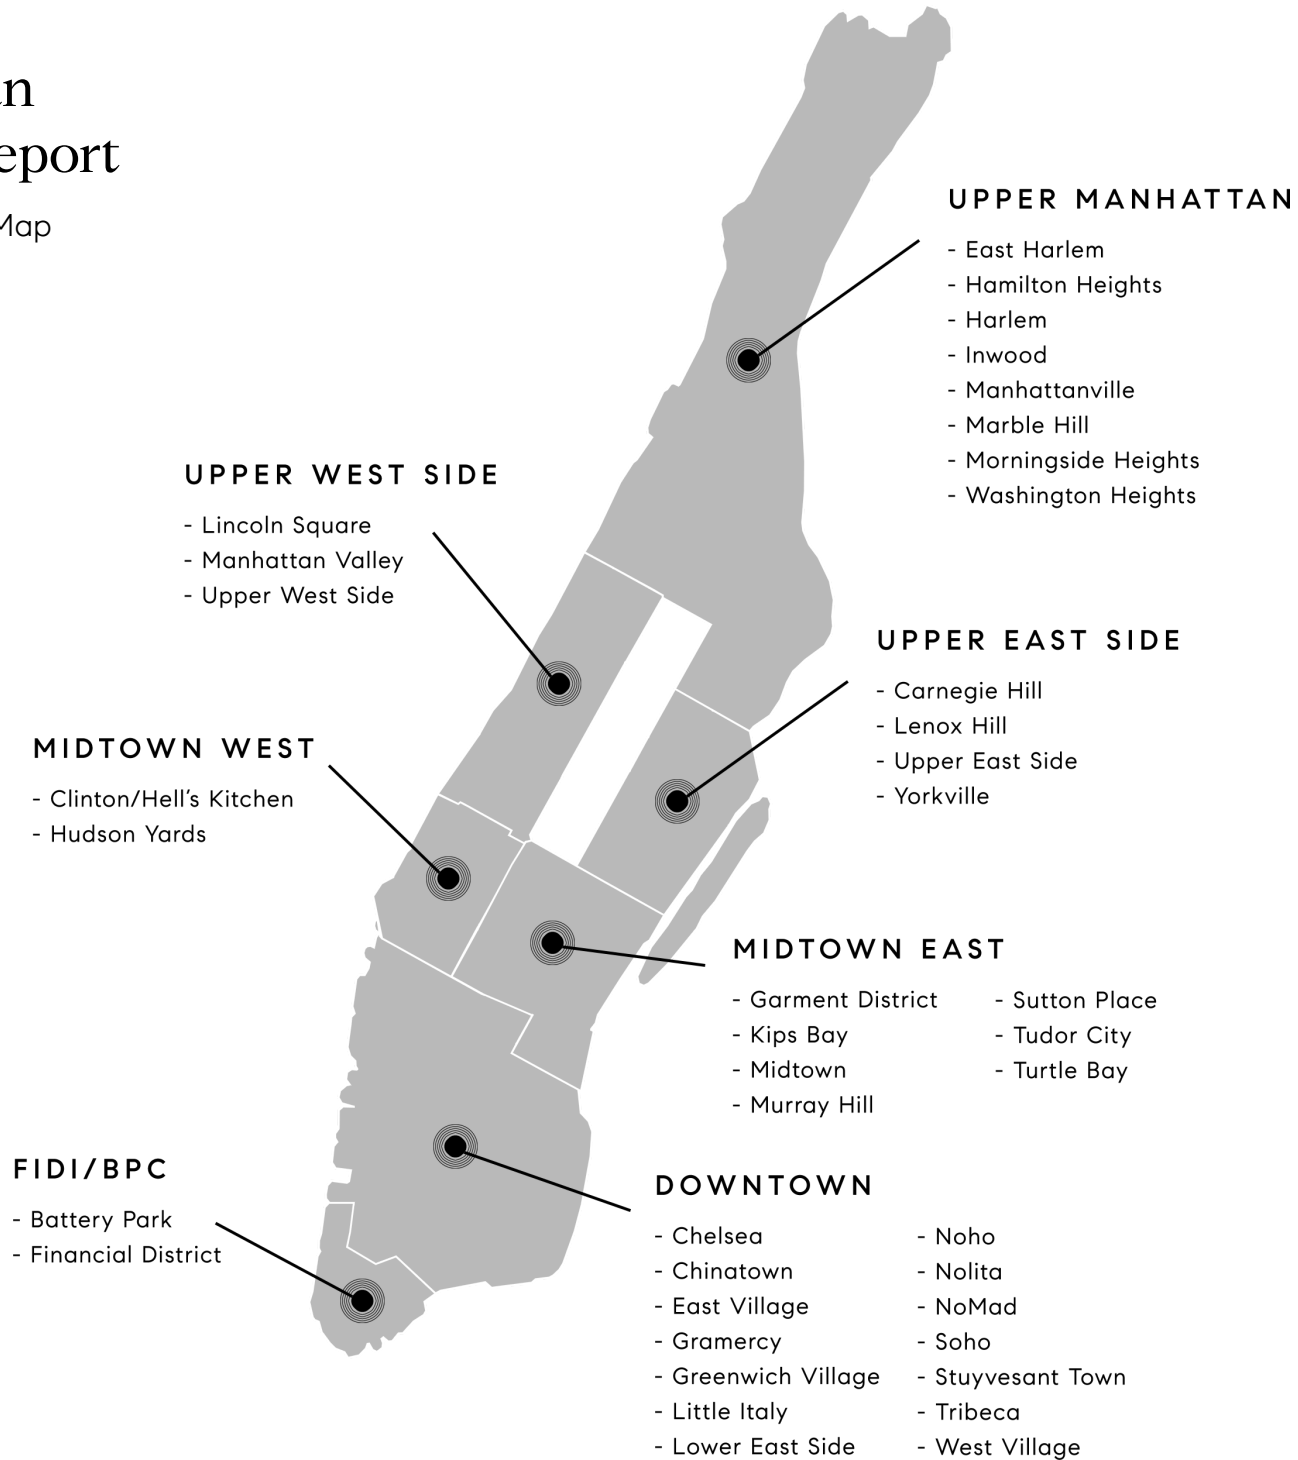 an
eport
Map
UPPER MANHATTAN
- East Harlem
- Hamilton Heights
- Harlem
- Inwood
- Manhattanville
- Marble Hill
- Morningside Heights
- Washington Heights
UPPER WEST SIDE
- Lincoln Square
- Manhattan Valley
- Upper West Side
UPPER EAST SIDE
- Carnegie Hill
- Lenox Hill
- Upper East Side
- Yorkville
MIDTOWN WEST
- Clinton/Hell's Kitchen
- Hudson Yards
MIDTOWN EAST
- Garment District
- Kips Bay
- Midtown
- Murray Hill
- Sutton Place
- Tudor City
- Turtle Bay
FIDI/BPC
- Battery Park
- Financial District
DOWNTOWN
- Chelsea
- Chinatown
- East Village
- Gramercy
- Greenwich Village
- Little Italy
- Lower East Side
- Noho
- Nolita
- NoMad
- Soho
- Stuyvesant Town
- Tribeca
- West Village